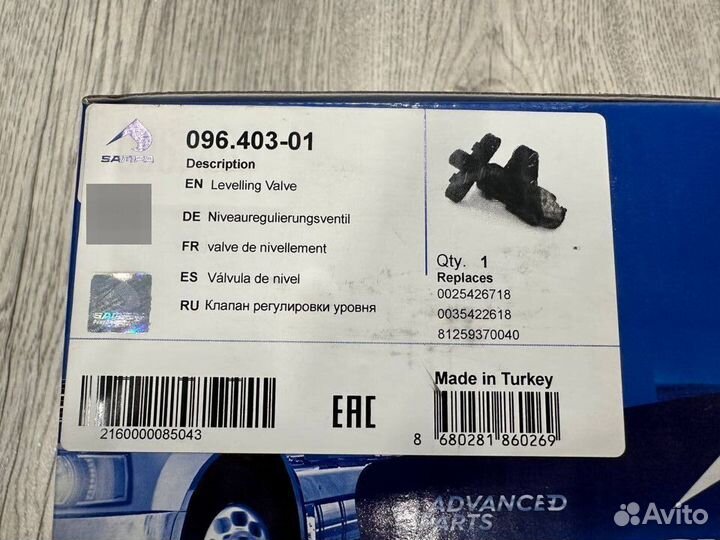 SAMPA
096.403-01
Description
EN Levelling Valve
DE Niveauregulierungsventil
FR valve de nivellement
ES Válvula de nivel
RU Клапан регулировки уровня
Qty. 1
Replaces
0025426718
0035422618
81259370040
2160000085043
EAC
Made in Turkey
8 680281 860269
ADVANCED
PARTS
Avito